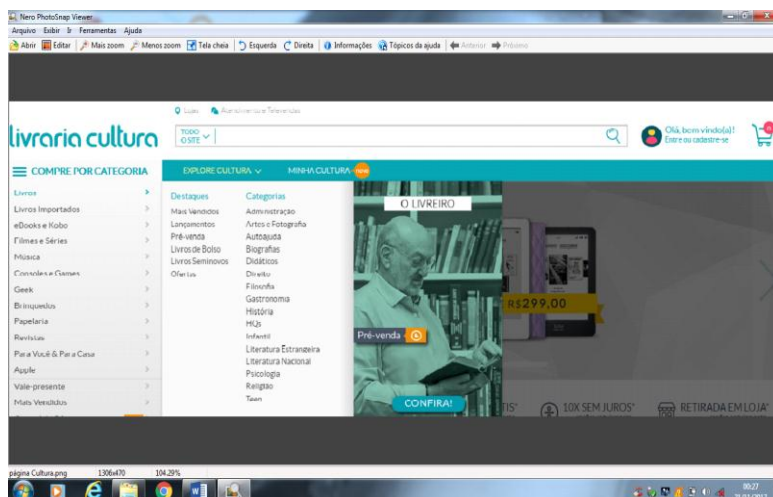 Nero PhotoSnap Viewer
Arquivo Exibir Ir Ferramentas Ajuda
Abrir Editar Mais zoom Menos zoom Tela cheia Esquerda Direita Informações Tópicos da ajuda Anterior Próximo
Lojas Atendimento e Televendas
livraria cultura
TODO O SITE
Olá, bem vindo(a)!
Entre ou cadastre-se
COMPRE POR CATEGORIA
EXPLORE CULTURA MINHA CULTURA novo
Livros
Livros Importados
eBooks e Kobo
Filmes e Séries
Música
Consoles e Games
Geek
Brinquedos
Papelaria
Revistas
Para Você & Para Casa
Apple
Vale-presente
Mais Vendidos
Destaques
Mais Vendidos
Lançamentos
Pré-venda
Livros de Bolso
Livros Seminovos
Ofertas
Categorias
Administração
Artes e Fotografia
Autoajuda
Biografias
Didáticos
Direito
Filosofia
Gastronomia
História
HQs
Infantil
Literatura Estrangeira
Literatura Nacional
Psicologia
Religião
Teen
O LIVREIRO
Pré-venda
CONFIRA!
R$299,00
TIS*
10X SEM JUROS*
RETIRADA EM LOJA*
página Cultura.png 1306x470 104.29%
00:27